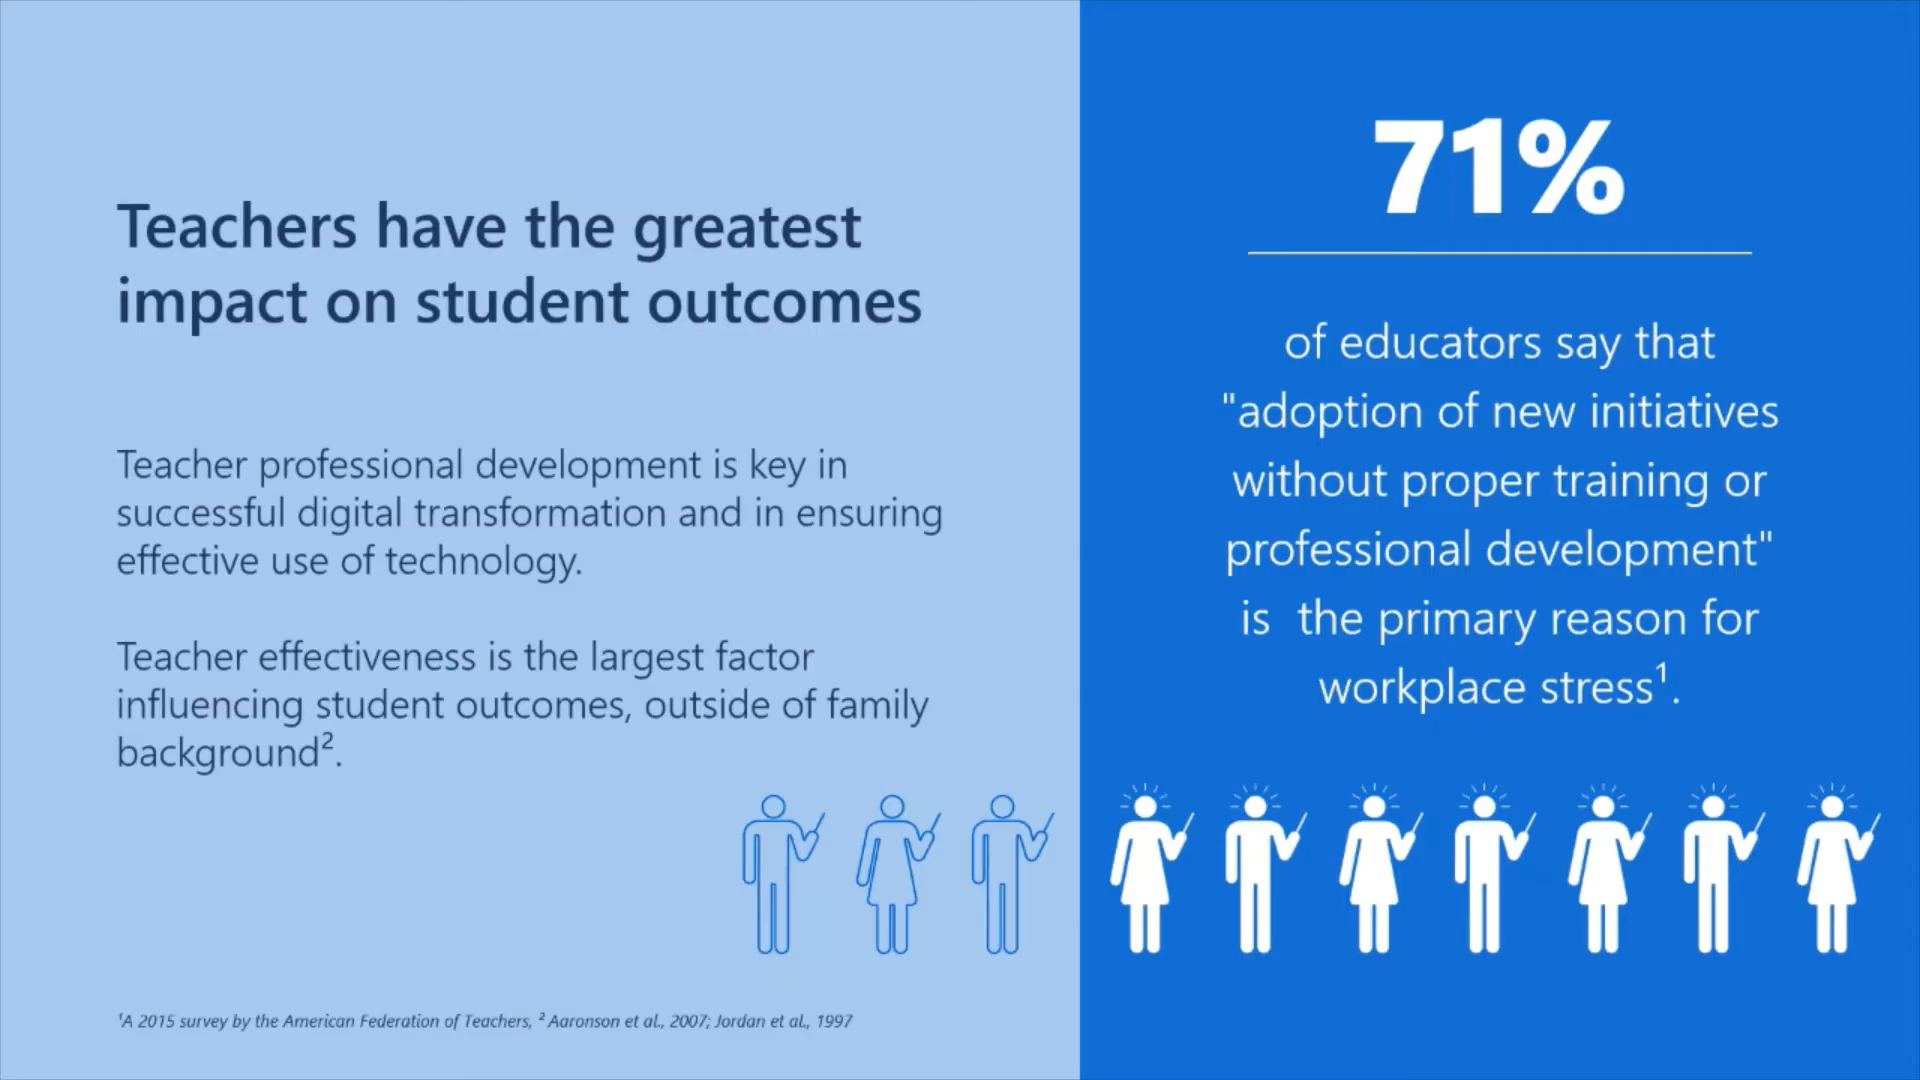 Teachers have the greatest
impact on student outcomes
Teacher professional development is key in
successful digital transformation and in ensuring
effective use of technology.
Teacher effectiveness is the largest factor
influencing student outcomes, outside of family
background².
¹A 2015 survey by the American Federation of Teachers, ² Aaronson et al., 2007; Jordan et al., 1997
71%
of educators say that
"adoption of new initiatives
without proper training or
professional development"
is  the primary reason for
workplace stress¹.